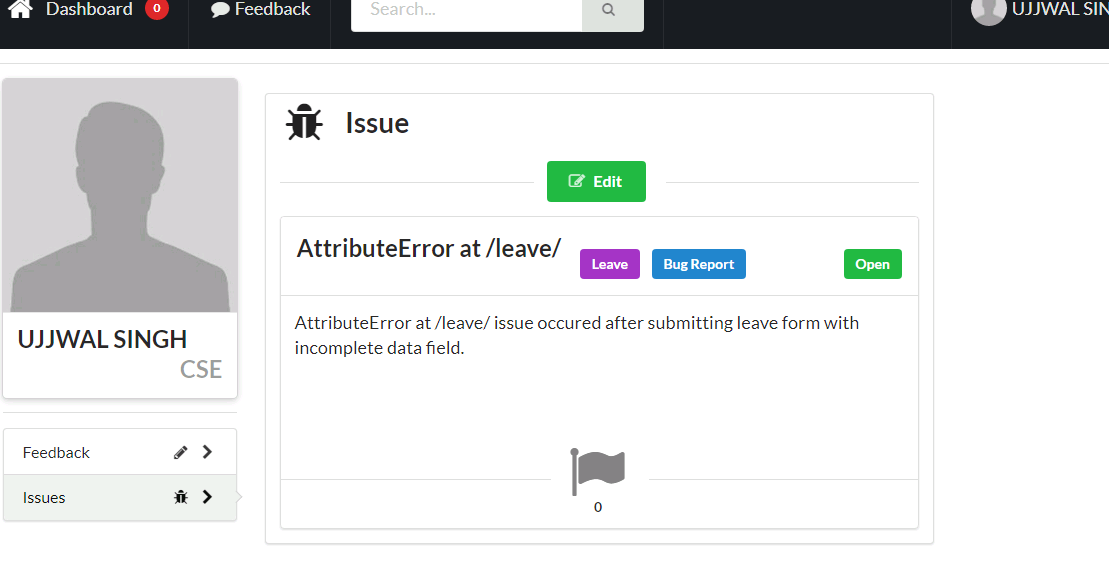 Dashboard 0 Feedback Search... UJJWAL SIN
Issue
Edit
AttributeError at /leave/ Leave Bug Report Open
AttributeError at /leave/ issue occured after submitting leave form with
incomplete data field.
0
UJJWAL SINGH
CSE
Feedback
Issues